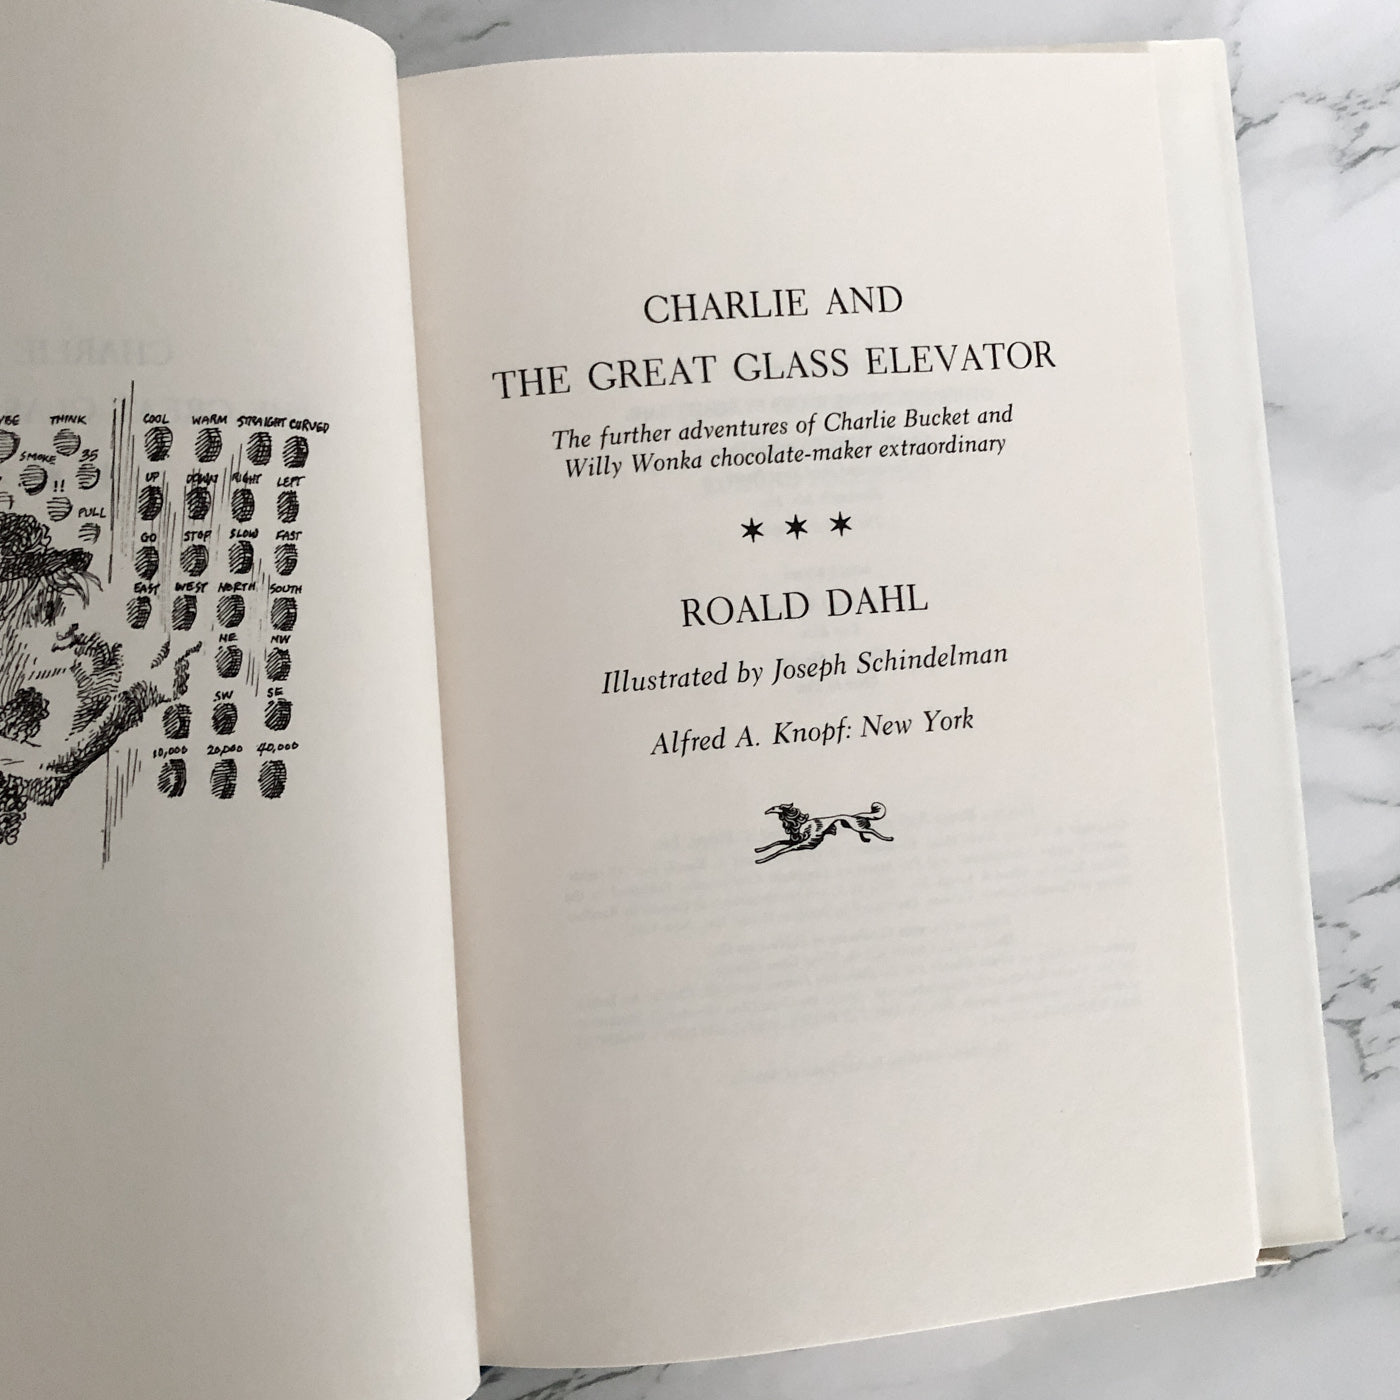 THINK
SMOKE 35
!!
PULL
COOL WARM STRAIGHT CURVED
UP DOWN RIGHT LEFT
GO STOP SLOW FAST
EAST WEST NORTH SOUTH
NE NW
SW SE
10,000 20,000 40,000
CHARLIE AND
THE GREAT GLASS ELEVATOR
The further adventures of Charlie Bucket and
Willy Wonka chocolate-maker extraordinary
ROALD DAHL
Illustrated by Joseph Schindelman
Alfred A. Knopf: New York